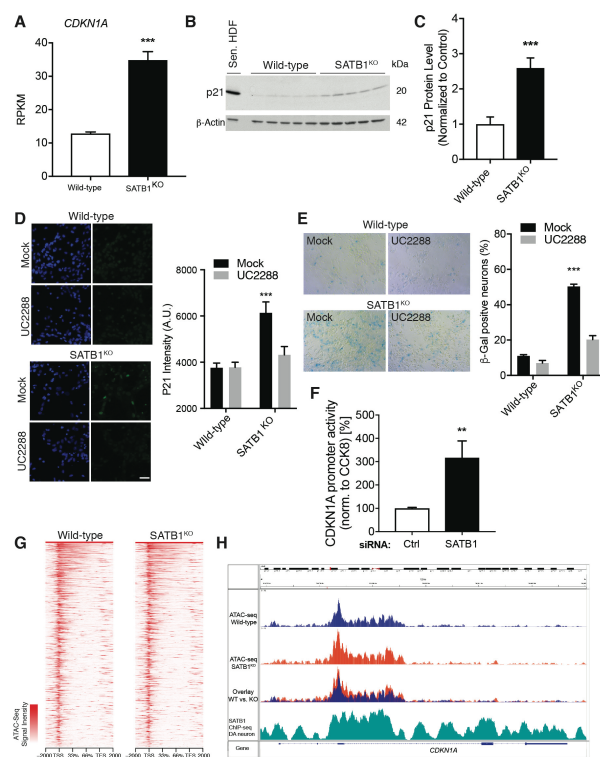 A
CDKN1A
***
RPKM
40
30
20
10
0
Wild-type
SATB1KO
B
Sen. HDF
Wild-type
SATB1KO
kDa
p21
20
β-Actin
42
C
p21 Protein Level
(Normalized to Control)
4
3
2
1
0
***
Wild-type
SATB1KO
D
Wild-type
Mock
UC2288
SATB1KO
Mock
UC2288
Mock
UC2288
P21 Intensity (A.U.)
8000
6000
4000
2000
***
Wild-type
SATB1 KO
E
Wild-type
Mock
UC2288
SATB1KO
Mock
UC2288
Mock
UC2288
β-Gal positive neurons (%)
80
60
40
20
0
***
Wild-type
SATB1KO
F
CDKN1A promoter activity
(norm. to CCK8) [%]
500
400
300
200
100
0
**
siRNA:
Ctrl
SATB1
G
Wild-type
SATB1KO
ATAC-Seq
Signal Inensity
-2000 TSS 33% 66% TES 2000
-2000 TSS 33% 66% TES 2000
H
ATAC-seq
Wild-type
ATAC-seq
SATB1KO
Overlay
WT vs. KO
SATB1
ChIP-seq
DA neuron
Gene
CDKN1A